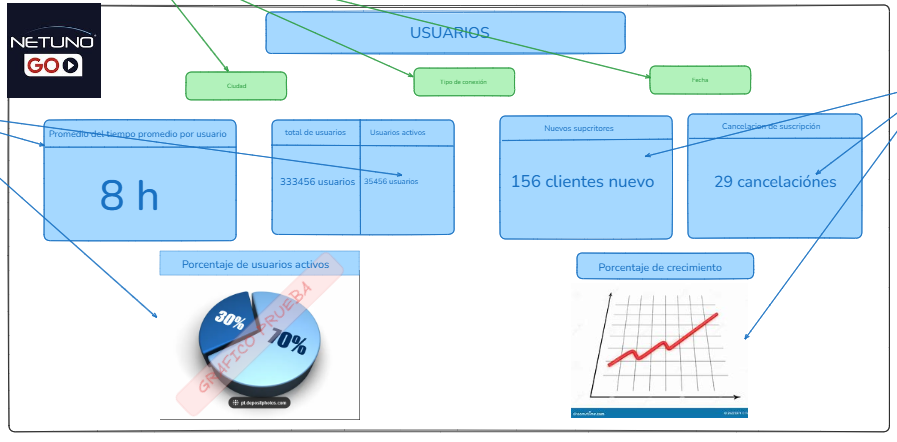 NETUNO
GO
USUARIOS
Ciudad
Tipo de conexión
Fecha
Promedio del tiempo promedio por usuario
total de usuarios
Usuarios activos
Nuevos supcritores
Cancelacion de suscripción
8 h
333456 usuarios
35456 usuarios
156 clientes nuevo
29 cancelaciónes
Porcentaje de usuarios activos
Porcentaje de crecimiento
30%
70%
GRAFICO PRUEBA
pt.depositphotos.com